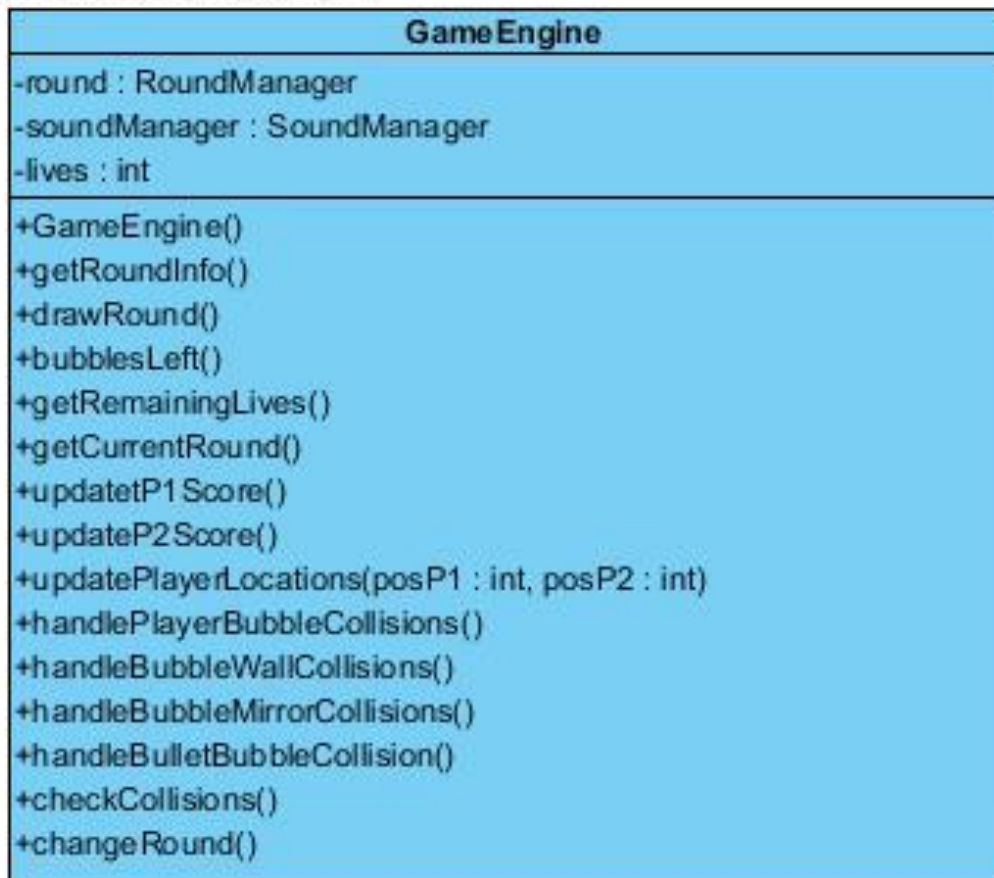 GameEngine
-round : RoundManager
-soundManager : SoundManager
-lives : int
+GameEngine()
+getRoundInfo()
+drawRound()
+bubblesLeft()
+getRemainingLives()
+getCurrentRound()
+updatetP1Score()
+updateP2Score()
+updatePlayerLocations(posP1 : int, posP2 : int)
+handlePlayerBubbleCollisions()
+handleBubbleWallCollisions()
+handleBubbleMirrorCollisions()
+handleBulletBubbleCollision()
+checkCollisions()
+changeRound()